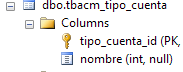 dbo.tbacm_tipo_cuenta
Columns
tipo_cuenta_id (PK,
nombre (int, null)